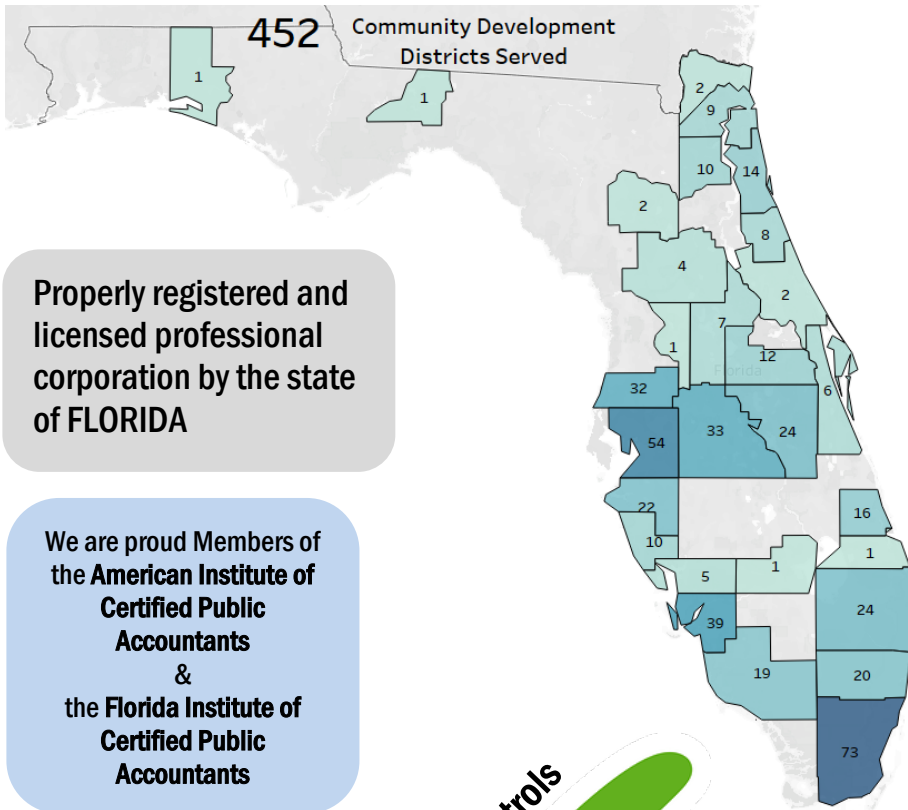 452
Community Development
Districts Served
1
1
2
9
10
14
2
8
4
2
7
1
12
Florida
6
32
54
33
24
22
16
10
1
5
1
39
24
19
20
73
Properly registered and
licensed professional
corporation by the state
of FLORIDA
We are proud Members of
the American Institute of
Certified Public
Accountants
&
the Florida Institute of
Certified Public
Accountants
trols